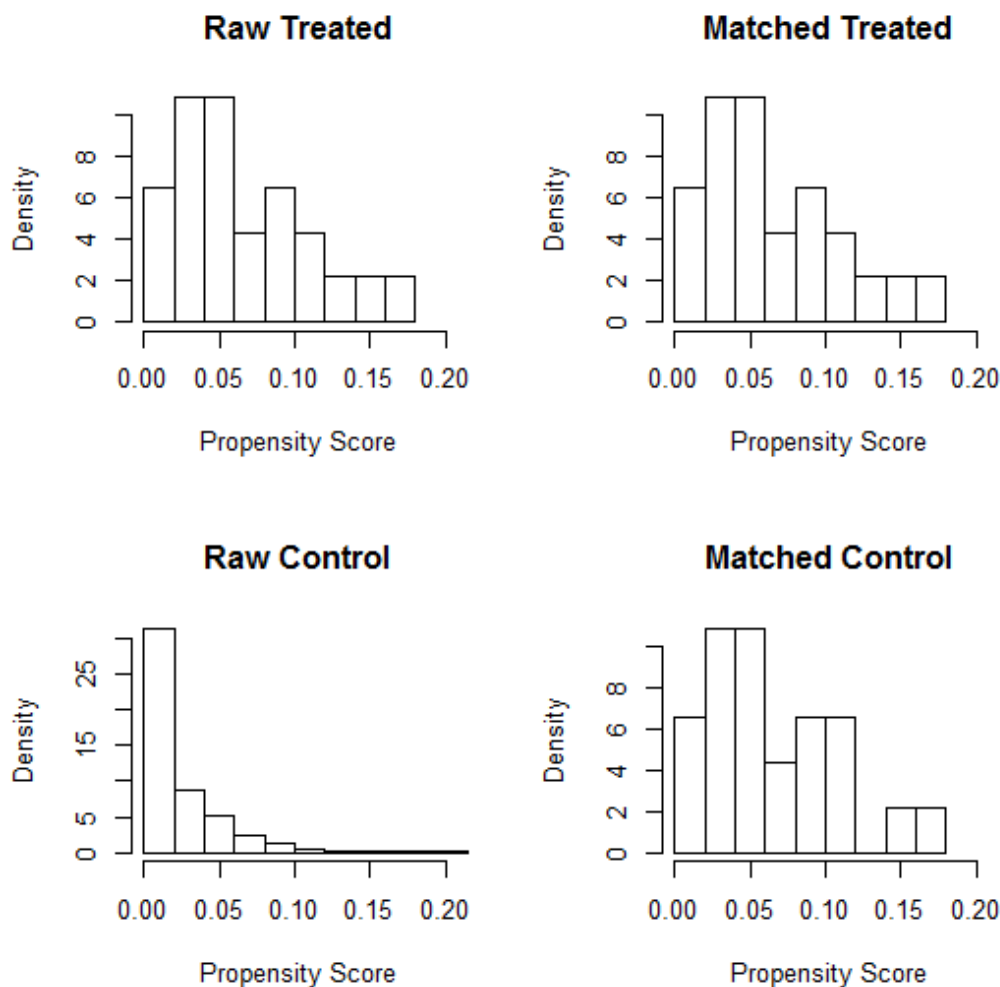 Raw Treated
Density
0 2 4 6 8
0.00 0.05 0.10 0.15 0.20
Propensity Score
Matched Treated
Density
0 2 4 6 8
0.00 0.05 0.10 0.15 0.20
Propensity Score
Raw Control
Density
0 5 15 25
0.00 0.05 0.10 0.15 0.20
Propensity Score
Matched Control
Density
0 2 4 6 8
0.00 0.05 0.10 0.15 0.20
Propensity Score